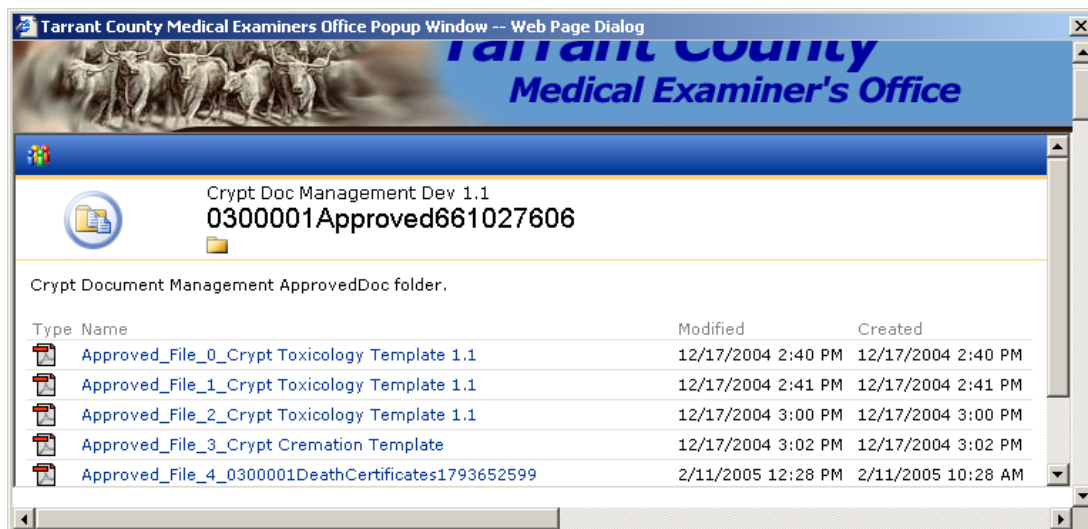 Tarrant County Medical Examiners Office Popup Window -- Web Page Dialog
Tarrant County
Medical Examiner's Office
Crypt Doc Management Dev 1.1
0300001Approved661027606
Crypt Document Management ApprovedDoc folder.
Type Name Modified Created
Approved_File_0_Crypt Toxicology Template 1.1 12/17/2004 2:40 PM 12/17/2004 2:40 PM
Approved_File_1_Crypt Toxicology Template 1.1 12/17/2004 2:41 PM 12/17/2004 2:41 PM
Approved_File_2_Crypt Toxicology Template 1.1 12/17/2004 3:00 PM 12/17/2004 3:00 PM
Approved_File_3_Crypt Cremation Template 12/17/2004 3:02 PM 12/17/2004 3:02 PM
Approved_File_4_0300001DeathCertificates1793652599 2/11/2005 12:28 PM 2/11/2005 10:28 AM